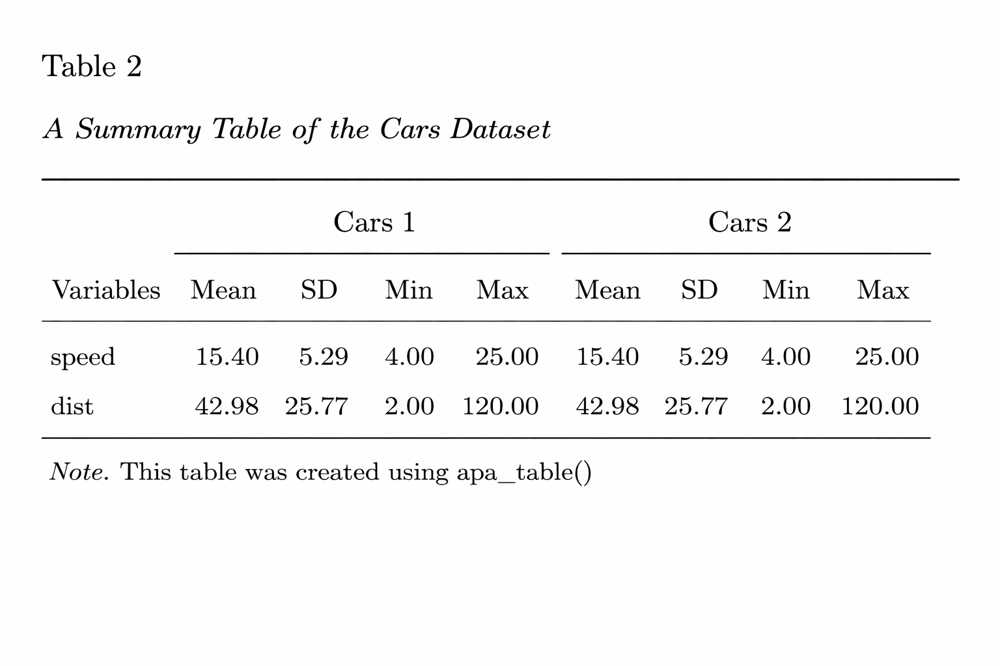 Table 2
A Summary Table of the Cars Dataset
Cars 1 Cars 2
Variables Mean SD Min Max Mean SD Min Max
speed 15.40 5.29 4.00 25.00 15.40 5.29 4.00 25.00
dist 42.98 25.77 2.00 120.00 42.98 25.77 2.00 120.00
Note. This table was created using apa_table()